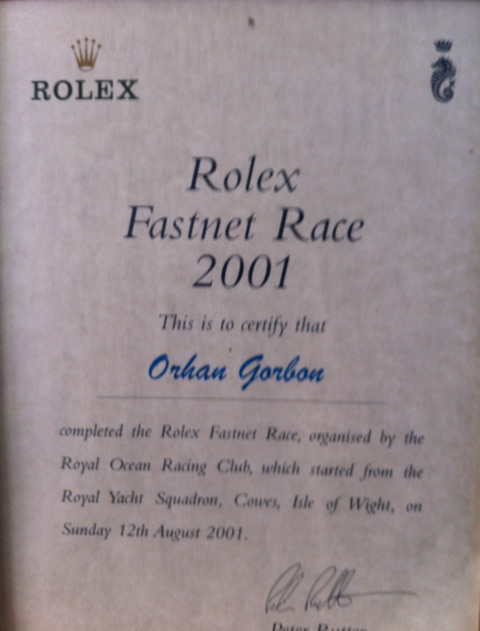 ROLEX
Rolex
Fastnet Race
2001
This is to certify that
Orhan Gorbon
completed the Rolex Fastnet Race, organised by the
Royal Ocean Racing Club, which started from the
Royal Yacht Squadron, Cowes, Isle of Wight, on
Sunday 12th August 2001.
Peter Rutter